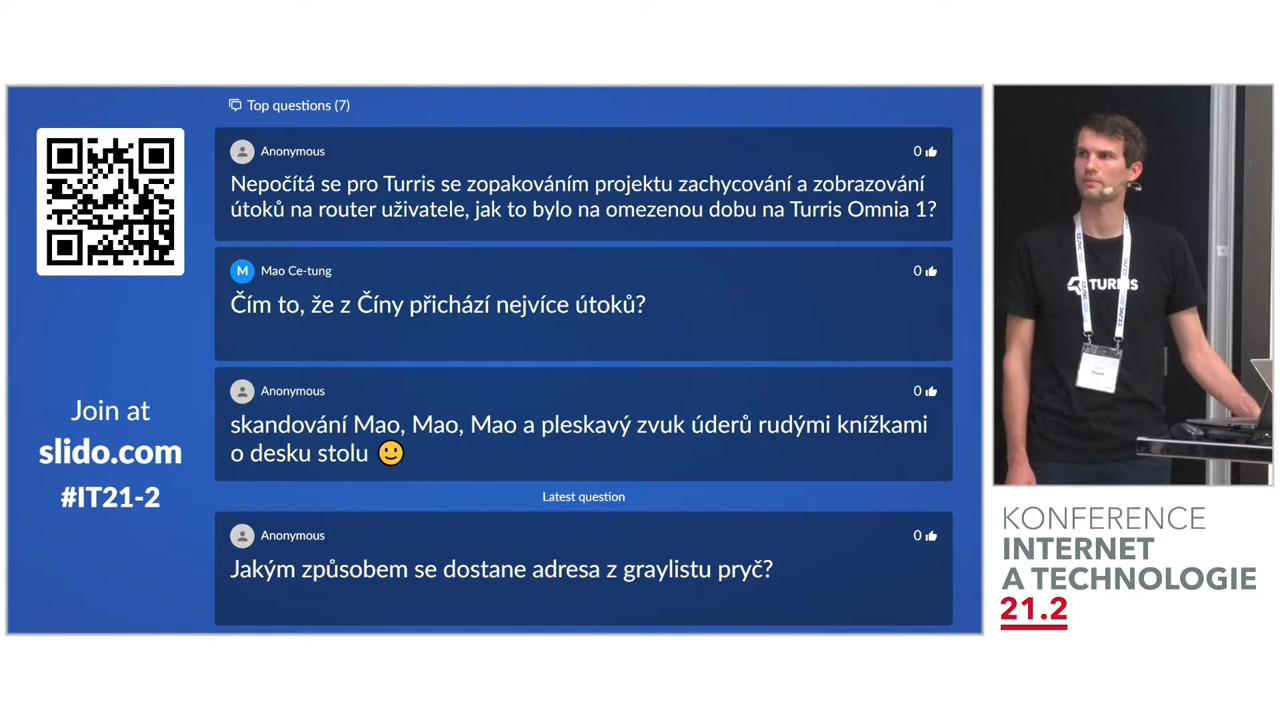 Top questions (7)
Anonymous
0
Nepočítá se pro Turris se zopakováním projektu zachycování a zobrazování
útoků na router uživatele, jak to bylo na omezenou dobu na Turris Omnia 1?
M
Mao Ce-tung
0
Čím to, že z Číny přichází nejvíce útoků?
Anonymous
0
skandování Mao, Mao, Mao a pleskavý zvuk úderů rudými knížkami
o desku stolu 🙂
Latest question
Anonymous
0
Jakým způsobem se dostane adresa z graylistu pryč?
Join at
slido.com
#IT21-2
TURRIS
CZ.NIC
KONFERENCE
INTERNET
A TECHNOLOGIE
21.2